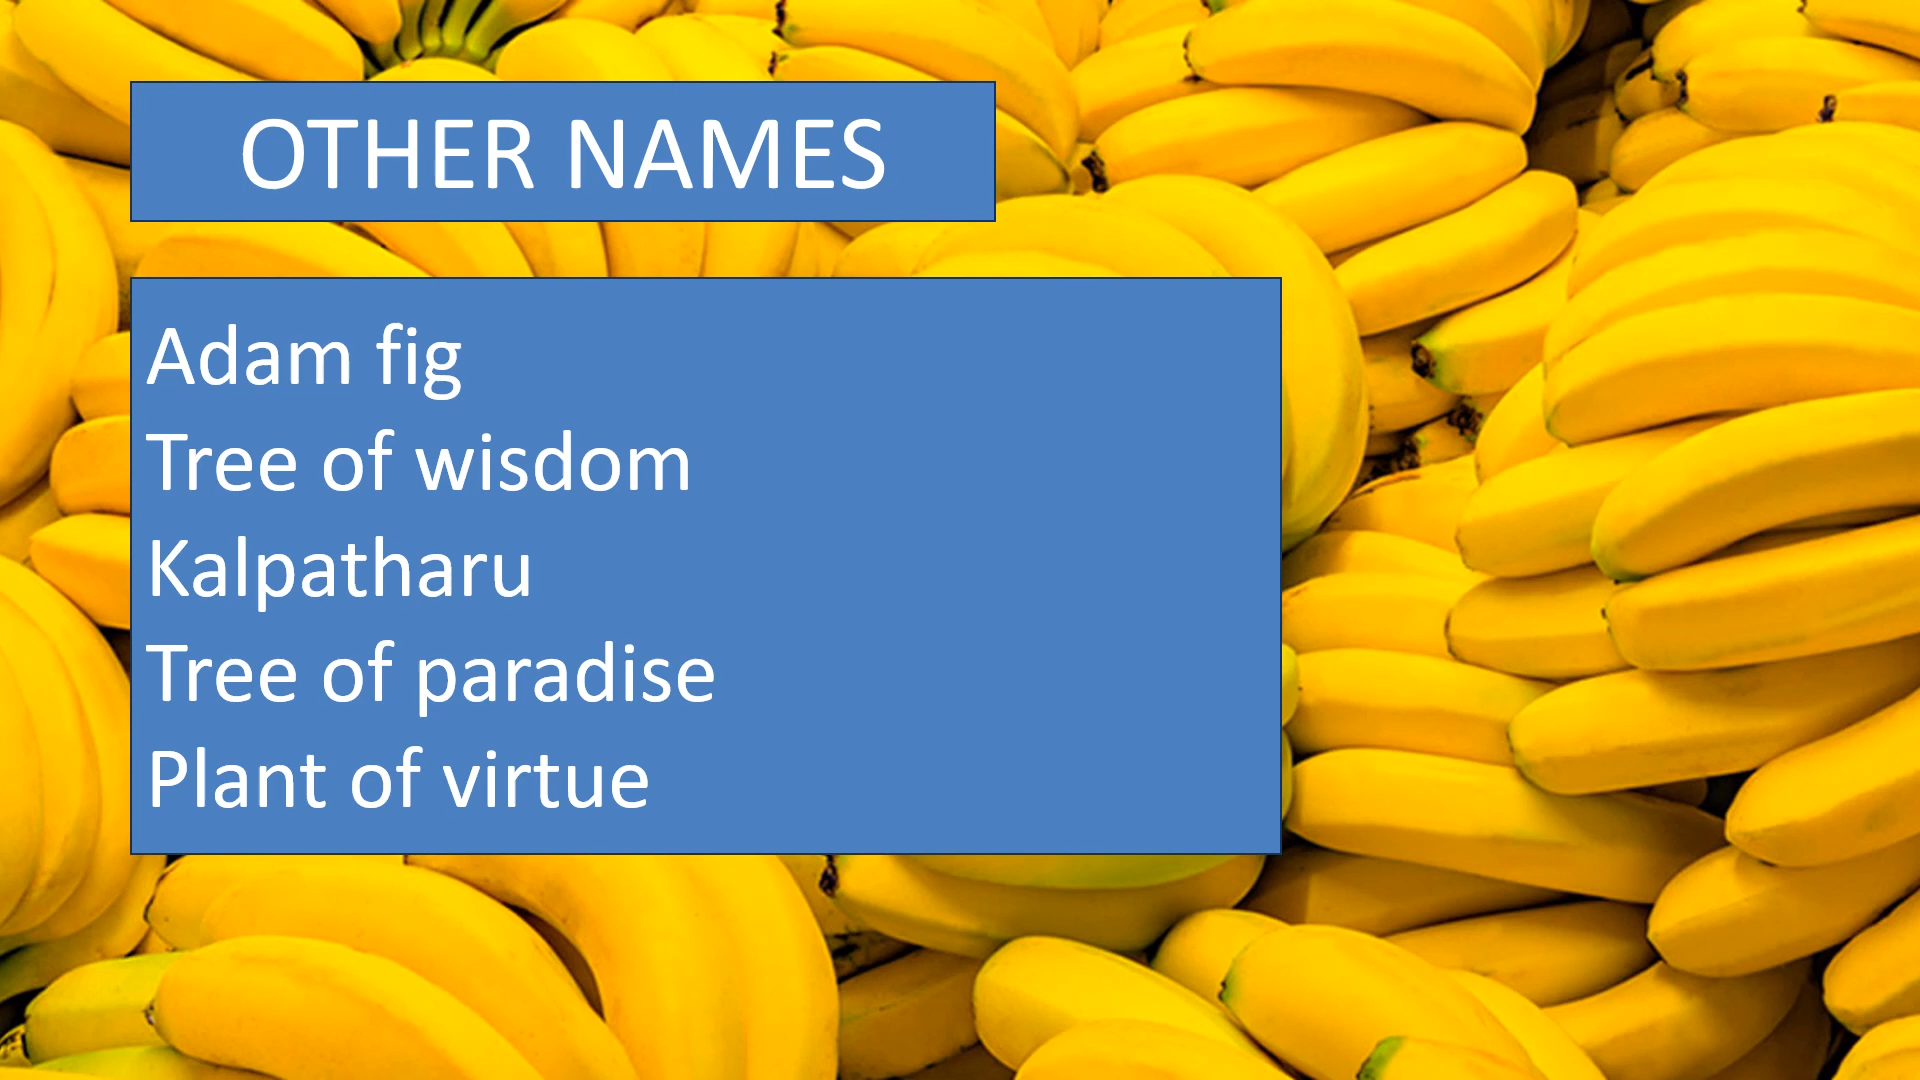 OTHER NAMES
Adam fig
Tree of wisdom
Kalpatharu
Tree of paradise
Plant of virtue